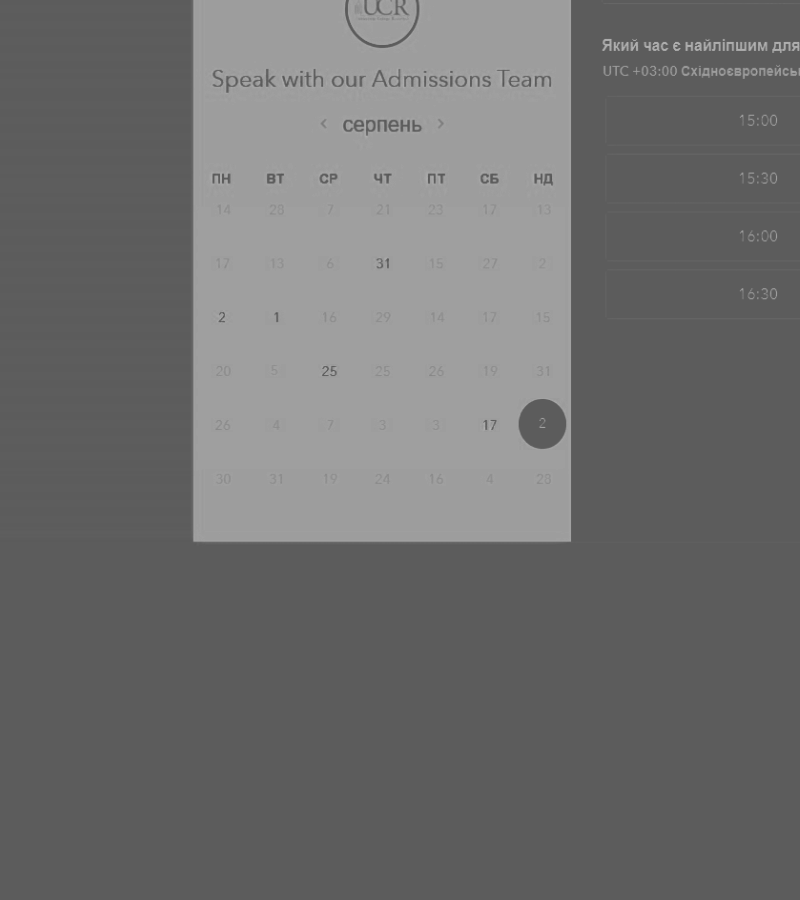 UCR
Speak with our Admissions Team
< серпень >
ПН ВТ СР ЧТ ПТ СБ НД
14 28 7 21 23 17 13
17 13 6 31 15 27 2
2 1 16 29 14 17 15
20 5 16 25 26 19 31
26 4 7 3 3 17 2
30 31 19 24 16 4 28
Який час є найліпшим для
UTC +03:00 Східноєвропейськ
15:00
15:30
16:00
16:30